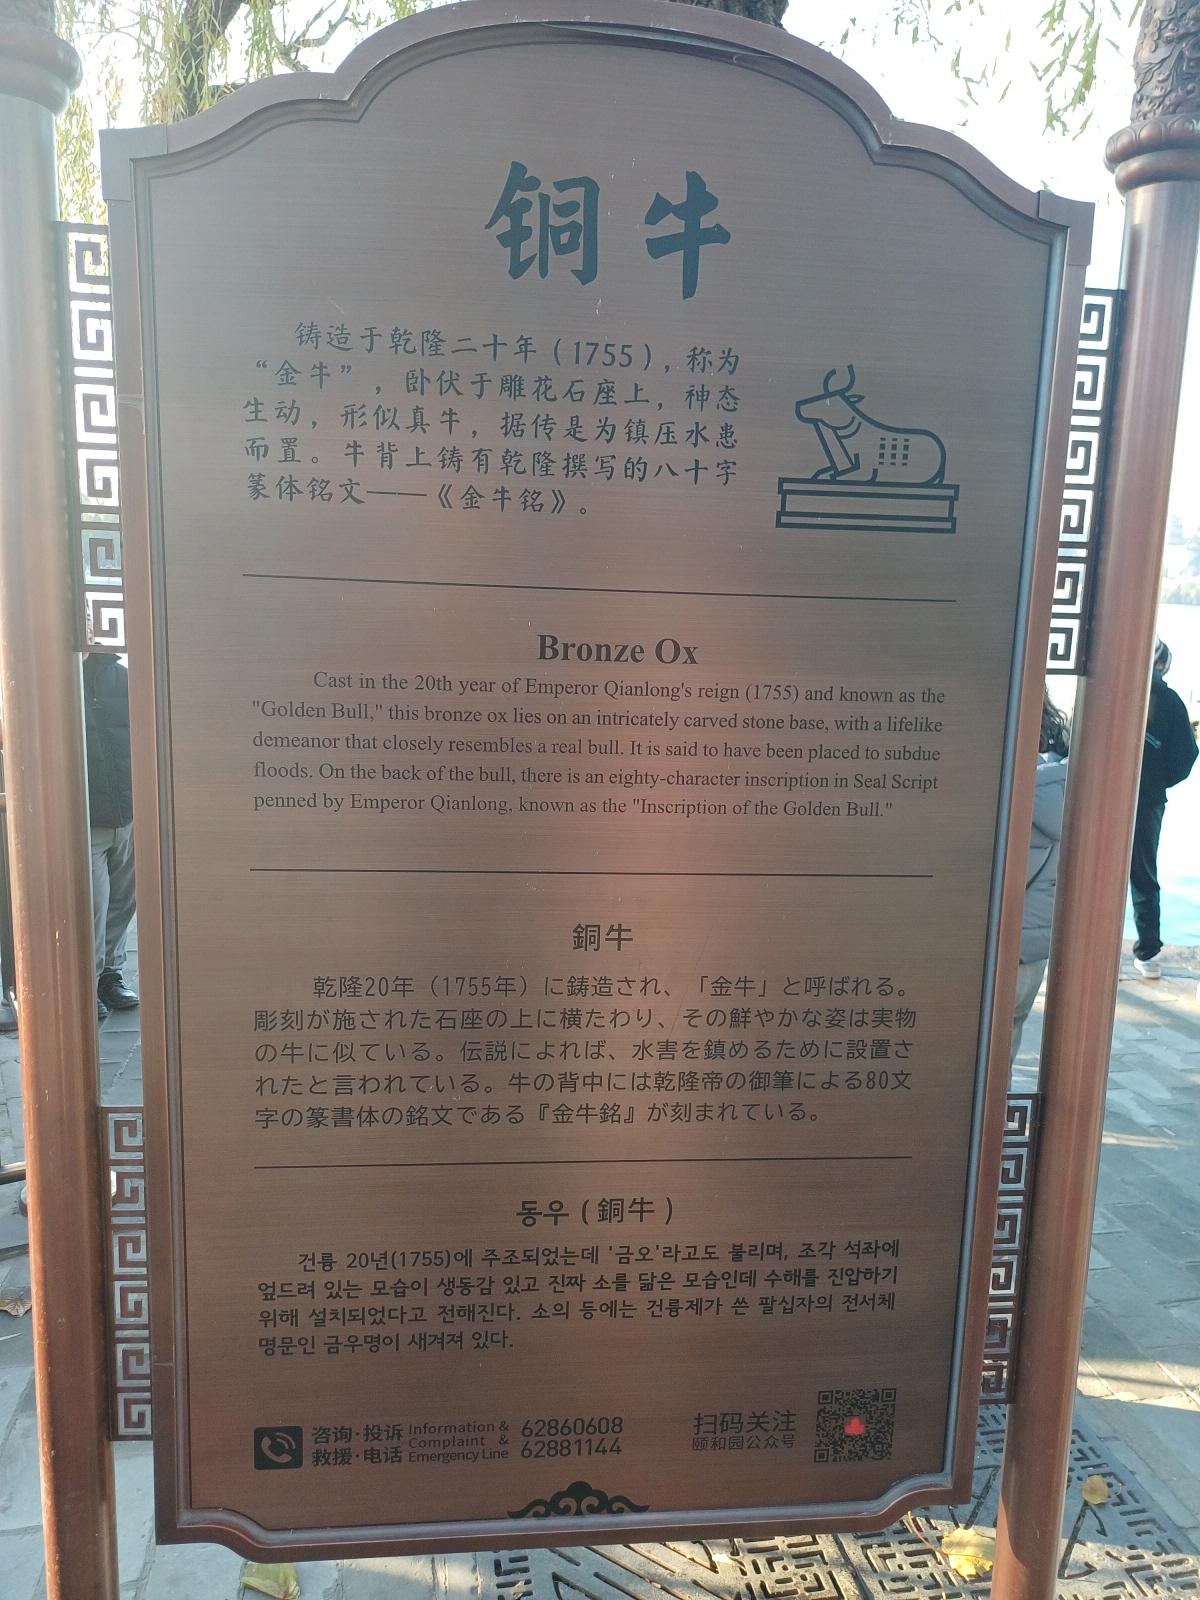 铜牛
铸造于乾隆二十年（1755），称为
“金牛”，卧伏于雕花石座上，神态
生动，形似真牛，据传是为镇压水患
而置。牛背上铸有乾隆撰写的八十字
篆体铭文——《金牛铭》。
Bronze Ox
Cast in the 20th year of Emperor Qianlong's reign (1755) and known as the
"Golden Bull," this bronze ox lies on an intricately carved stone base, with a lifelike
demeanor that closely resembles a real bull. It is said to have been placed to subdue
floods. On the back of the bull, there is an eighty-character inscription in Seal Script
penned by Emperor Qianlong, known as the "Inscription of the Golden Bull."
銅牛
乾隆20年（1755年）に鋳造され、「金牛」と呼ばれる。
彫刻が施された石座の上に横たわり、その鮮やかな姿は実物
の牛に似ている。伝説によれば、水害を鎮めるために設置さ
れたと言われている。牛の背中には乾隆帝の御筆による80文
字の篆書体の銘文である『金牛銘』が刻まれている。
동우 ( 銅牛 )
건륭 20년(1755)에 주조되었는데 '금오'라고도 불리며, 조각 석좌에
엎드려 있는 모습이 생동감 있고 진짜 소를 닮은 모습인데 수해를 진압하기
위해 설치되었다고 전해진다. 소의 등에는 건륭제가 쓴 팔십자의 전서체
명문인 금우명이 새겨져 있다.
咨询·投诉 Information & 62860608
救援·电话 Complaint & Emergency Line 62881144
扫码关注
颐和园公众号